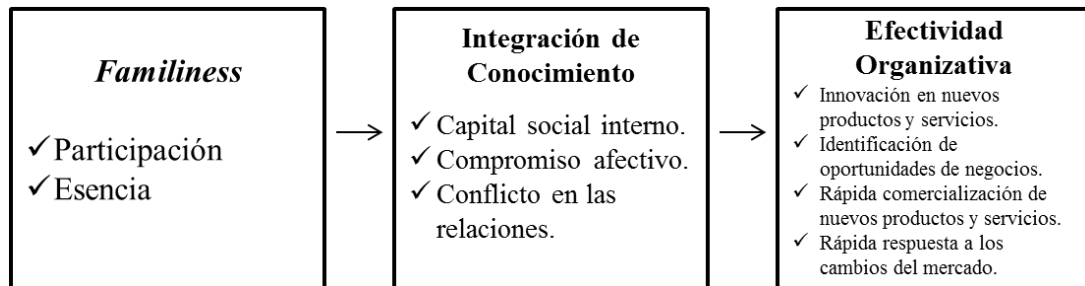 Familiness
✓ Participación
✓ Esencia
Integración de
Conocimiento
✓ Capital social interno.
✓ Compromiso afectivo.
✓ Conflicto en las
relaciones.
Efectividad
Organizativa
✓ Innovación en nuevos
productos y servicios.
✓ Identificación de
oportunidades de negocios.
✓ Rápida comercialización de
nuevos productos y servicios.
✓ Rápida respuesta a los
cambios del mercado.